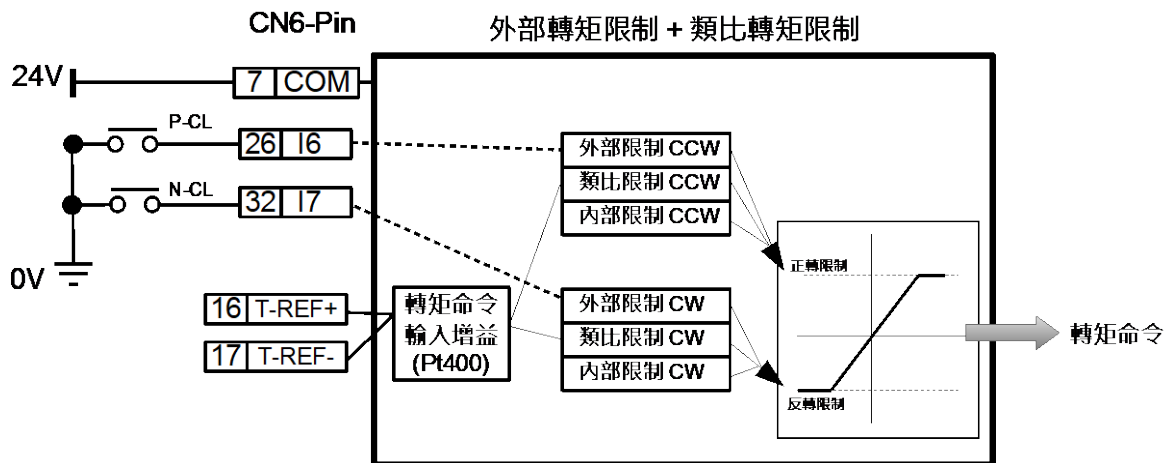 CN6-Pin
外部轉矩限制 + 類比轉矩限制
24V
7 COM
P-CL
26 I6
N-CL
32 I7
0V
外部限制 CCW
類比限制 CCW
內部限制 CCW
正轉限制
16 T-REF+
17 T-REF-
轉矩命令
輸入增益
(Pt400)
外部限制 CW
類比限制 CW
內部限制 CW
反轉限制
轉矩命令